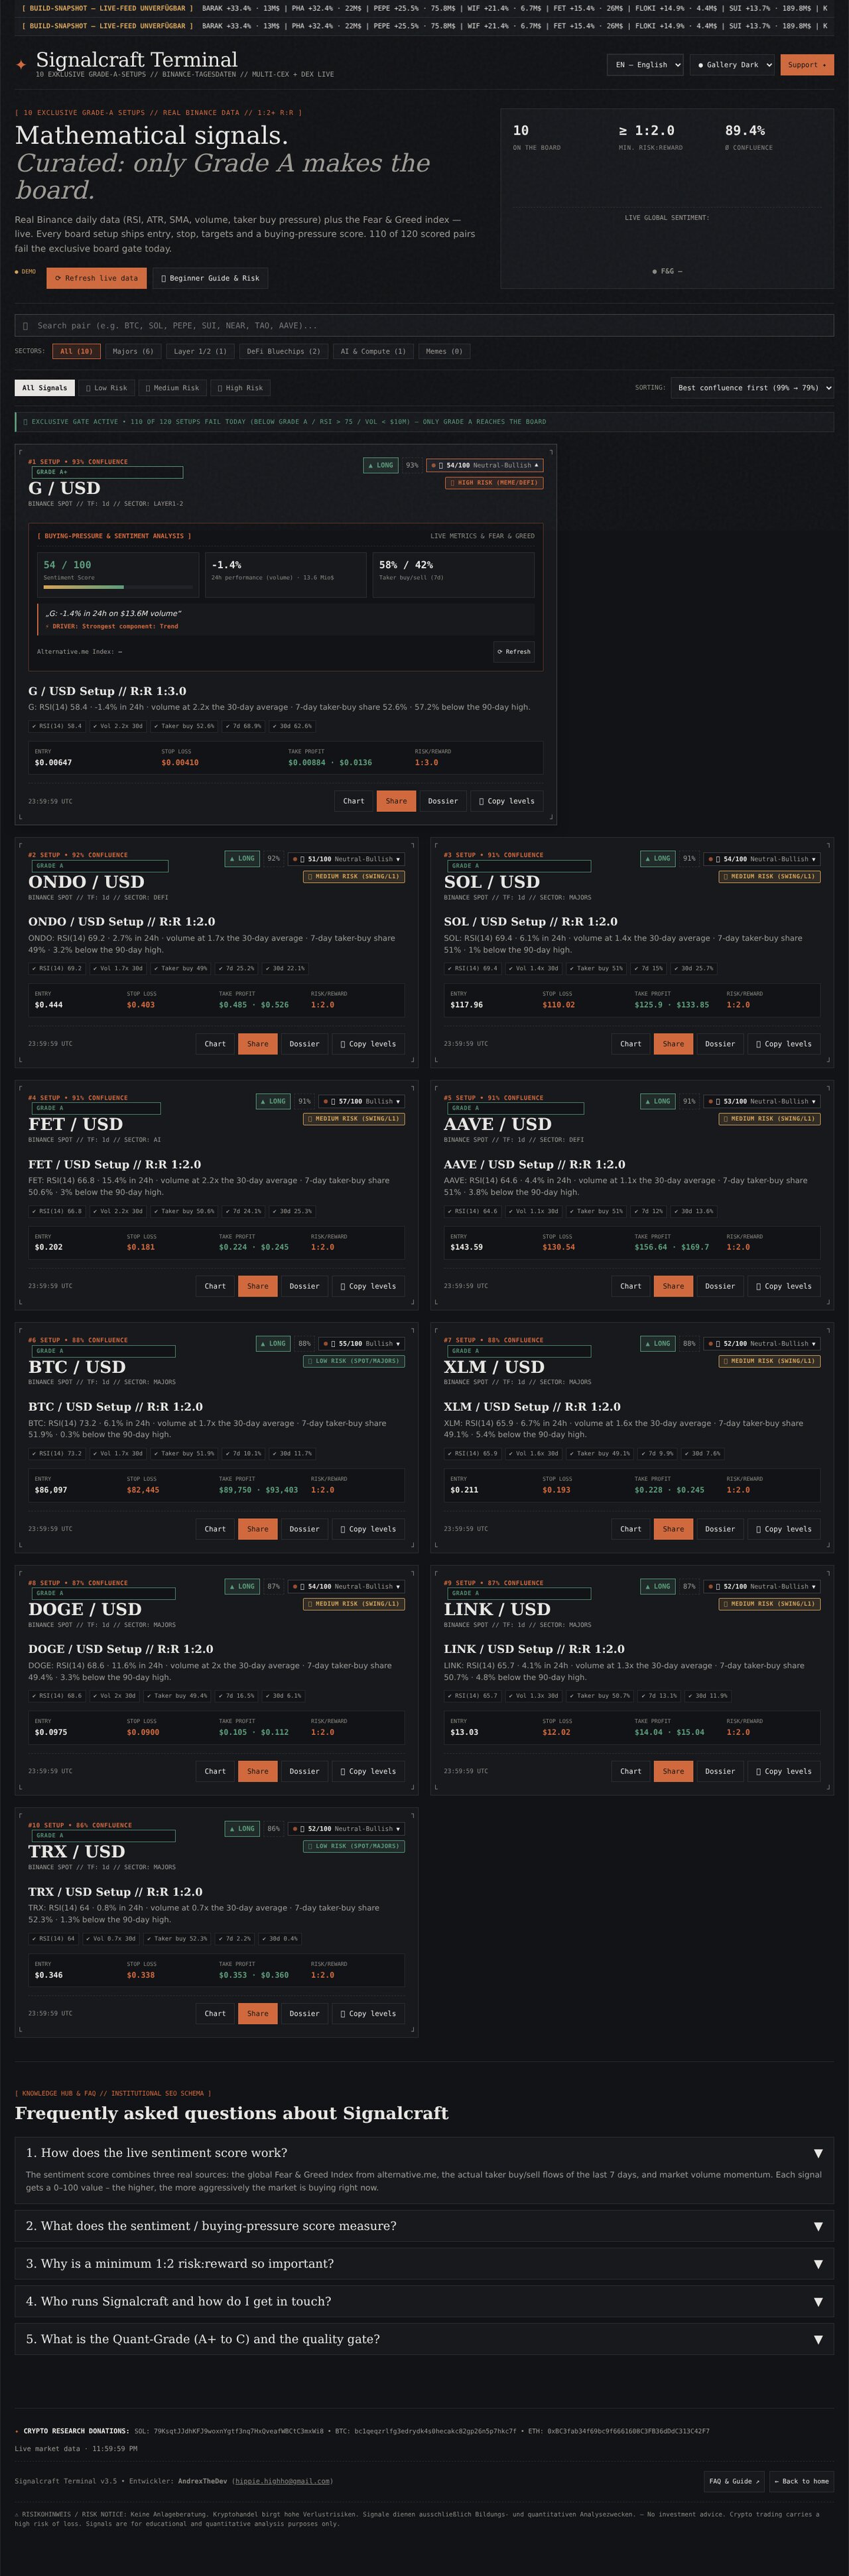 [ BUILD-SNAPSHOT — LIVE-FEED UNVERFÜGBAR ] BARAK +33.4% · 13M$ | PHA +32.4% · 22M$ | PEPE +25.5% · 75.8M$ | WIF +21.4% · 6.7M$ | FET +15.4% · 26M$ | FLOKI +14.9% · 4.4M$ | SUI +13.7% · 189.8M$ | K
[ BUILD-SNAPSHOT — LIVE-FEED UNVERFÜGBAR ] BARAK +33.4% · 13M$ | PHA +32.4% · 22M$ | PEPE +25.5% · 75.8M$ | WIF +21.4% · 6.7M$ | FET +15.4% · 26M$ | FLOKI +14.9% · 4.4M$ | SUI +13.7% · 189.8M$ | K
Signalcraft Terminal
10 EXKLUSIVE GRADE-A-SETUPS // BINANCE-TAGESDATEN // MULTI-CEX + DEX LIVE
EN — English
● Gallery Dark
Support ✦
[ 10 EXCLUSIVE GRADE-A SETUPS // REAL BINANCE DATA // 1:2+ R:R ]
Mathematical signals.
Curated: only Grade A makes the
board.
Real Binance daily data (RSI, ATR, SMA, volume, taker buy pressure) plus the Fear & Greed index —
live. Every board setup ships entry, stop, targets and a buying-pressure score. 110 of 120 scored pairs
fail the exclusive board gate today.
● DEMO
⟳ Refresh live data
Beginner Guide & Risk
10 ≥ 1:2.0 89.4%
ON THE BOARD MIN. RISK:REWARD Ø CONFLUENCE
LIVE GLOBAL SENTIMENT:
● F&G —
Search pair (e.g. BTC, SOL, PEPE, SUI, NEAR, TAO, AAVE)...
SECTORS: All (10) Majors (6) Layer 1/2 (1) DeFi Bluechips (2) AI & Compute (1) Memes (0)
All Signals Low Risk Medium Risk High Risk
SORTING: Best confluence first (99% → 79%)
EXCLUSIVE GATE ACTIVE • 110 OF 120 SETUPS FAIL TODAY (BELOW GRADE A / RSI > 75 / VOL < $10M) — ONLY GRADE A REACHES THE BOARD
#1 SETUP • 93% CONFLUENCE
GRADE A+
G / USD
BINANCE SPOT // TF: 1d // SECTOR: LAYER1-2
▲ LONG 93% 54/100 Neutral-Bullish ▲
HIGH RISK (MEME/DEFI)
[ BUYING-PRESSURE & SENTIMENT ANALYSIS ] LIVE METRICS & FEAR & GREED
54 / 100 -1.4% 58% / 42%
Sentiment Score 24h performance (volume) · 13.6 Mio$ Taker buy/sell (7d)
„G: -1.4% in 24h on $13.6M volume“
⚡ DRIVER: Strongest component: Trend
Alternative.me Index: —
⟳ Refresh
G / USD Setup // R:R 1:3.0
G: RSI(14) 58.4 · -1.4% in 24h · volume at 2.2x the 30-day average · 7-day taker-buy share 52.6% · 57.2% below the 90-day high.
✔ RSI(14) 58.4 ✔ Vol 2.2x 30d ✔ Taker buy 52.6% ✔ 7d 68.9% ✔ 30d 62.6%
ENTRY STOP LOSS TAKE PROFIT RISK/REWARD
$0.00647 $0.00410 $0.00884 · $0.0136 1:3.0
23:59:59 UTC Chart Share Dossier Copy levels
#2 SETUP • 92% CONFLUENCE
GRADE A
ONDO / USD
BINANCE SPOT // TF: 1d // SECTOR: DEFI
▲ LONG 92% 51/100 Neutral-Bullish ▼
MEDIUM RISK (SWING/L1)
ONDO / USD Setup // R:R 1:2.0
ONDO: RSI(14) 69.2 · 2.7% in 24h · volume at 1.7x the 30-day average · 7-day taker-buy share
49% · 3.2% below the 90-day high.
✔ RSI(14) 69.2 ✔ Vol 1.7x 30d ✔ Taker buy 49% ✔ 7d 25.2% ✔ 30d 22.1%
ENTRY STOP LOSS TAKE PROFIT RISK/REWARD
$0.444 $0.403 $0.485 · $0.526 1:2.0
23:59:59 UTC Chart Share Dossier Copy levels
#3 SETUP • 91% CONFLUENCE
GRADE A
SOL / USD
BINANCE SPOT // TF: 1d // SECTOR: MAJORS
▲ LONG 91% 54/100 Neutral-Bullish ▼
MEDIUM RISK (SWING/L1)
SOL / USD Setup // R:R 1:2.0
SOL: RSI(14) 69.4 · 6.1% in 24h · volume at 1.4x the 30-day average · 7-day taker-buy share
51% · 1% below the 90-day high.
✔ RSI(14) 69.4 ✔ Vol 1.4x 30d ✔ Taker buy 51% ✔ 7d 15% ✔ 30d 25.7%
ENTRY STOP LOSS TAKE PROFIT RISK/REWARD
$117.96 $110.02 $125.9 · $133.85 1:2.0
23:59:59 UTC Chart Share Dossier Copy levels
#4 SETUP • 91% CONFLUENCE
GRADE A
FET / USD
BINANCE SPOT // TF: 1d // SECTOR: AI
▲ LONG 91% 57/100 Bullish ▼
MEDIUM RISK (SWING/L1)
FET / USD Setup // R:R 1:2.0
FET: RSI(14) 66.8 · 15.4% in 24h · volume at 2.2x the 30-day average · 7-day taker-buy share
50.6% · 3% below the 90-day high.
✔ RSI(14) 66.8 ✔ Vol 2.2x 30d ✔ Taker buy 50.6% ✔ 7d 24.1% ✔ 30d 25.3%
ENTRY STOP LOSS TAKE PROFIT RISK/REWARD
$0.202 $0.181 $0.224 · $0.245 1:2.0
23:59:59 UTC Chart Share Dossier Copy levels
#5 SETUP • 91% CONFLUENCE
GRADE A
AAVE / USD
BINANCE SPOT // TF: 1d // SECTOR: DEFI
▲ LONG 91% 53/100 Neutral-Bullish ▼
MEDIUM RISK (SWING/L1)
AAVE / USD Setup // R:R 1:2.0
AAVE: RSI(14) 64.6 · 4.4% in 24h · volume at 1.1x the 30-day average · 7-day taker-buy share
51% · 3.8% below the 90-day high.
✔ RSI(14) 64.6 ✔ Vol 1.1x 30d ✔ Taker buy 51% ✔ 7d 12% ✔ 30d 13.6%
ENTRY STOP LOSS TAKE PROFIT RISK/REWARD
$143.59 $130.54 $156.64 · $169.7 1:2.0
23:59:59 UTC Chart Share Dossier Copy levels
#6 SETUP • 88% CONFLUENCE
GRADE A
BTC / USD
BINANCE SPOT // TF: 1d // SECTOR: MAJORS
▲ LONG 88% 55/100 Bullish ▼
LOW RISK (SPOT/MAJORS)
BTC / USD Setup // R:R 1:2.0
BTC: RSI(14) 73.2 · 6.1% in 24h · volume at 1.7x the 30-day average · 7-day taker-buy share
51.9% · 0.3% below the 90-day high.
✔ RSI(14) 73.2 ✔ Vol 1.7x 30d ✔ Taker buy 51.9% ✔ 7d 10.1% ✔ 30d 11.7%
ENTRY STOP LOSS TAKE PROFIT RISK/REWARD
$86,097 $82,445 $89,750 · $93,403 1:2.0
23:59:59 UTC Chart Share Dossier Copy levels
#7 SETUP • 88% CONFLUENCE
GRADE A
XLM / USD
BINANCE SPOT // TF: 1d // SECTOR: MAJORS
▲ LONG 88% 52/100 Neutral-Bullish ▼
MEDIUM RISK (SWING/L1)
XLM / USD Setup // R:R 1:2.0
XLM: RSI(14) 65.9 · 6.7% in 24h · volume at 1.6x the 30-day average · 7-day taker-buy share
49.1% · 5.4% below the 90-day high.
✔ RSI(14) 65.9 ✔ Vol 1.6x 30d ✔ Taker buy 49.1% ✔ 7d 9.9% ✔ 30d 7.6%
ENTRY STOP LOSS TAKE PROFIT RISK/REWARD
$0.211 $0.193 $0.228 · $0.245 1:2.0
23:59:59 UTC Chart Share Dossier Copy levels
#8 SETUP • 87% CONFLUENCE
GRADE A
DOGE / USD
BINANCE SPOT // TF: 1d // SECTOR: MAJORS
▲ LONG 87% 54/100 Neutral-Bullish ▼
MEDIUM RISK (SWING/L1)
DOGE / USD Setup // R:R 1:2.0
DOGE: RSI(14) 68.6 · 11.6% in 24h · volume at 2x the 30-day average · 7-day taker-buy share
49.4% · 3.3% below the 90-day high.
✔ RSI(14) 68.6 ✔ Vol 2x 30d ✔ Taker buy 49.4% ✔ 7d 16.5% ✔ 30d 6.1%
ENTRY STOP LOSS TAKE PROFIT RISK/REWARD
$0.0975 $0.0900 $0.105 · $0.112 1:2.0
23:59:59 UTC Chart Share Dossier Copy levels
#9 SETUP • 87% CONFLUENCE
GRADE A
LINK / USD
BINANCE SPOT // TF: 1d // SECTOR: MAJORS
▲ LONG 87% 52/100 Neutral-Bullish ▼
MEDIUM RISK (SWING/L1)
LINK / USD Setup // R:R 1:2.0
LINK: RSI(14) 65.7 · 4.1% in 24h · volume at 1.3x the 30-day average · 7-day taker-buy share
50.7% · 4.8% below the 90-day high.
✔ RSI(14) 65.7 ✔ Vol 1.3x 30d ✔ Taker buy 50.7% ✔ 7d 13.1% ✔ 30d 11.9%
ENTRY STOP LOSS TAKE PROFIT RISK/REWARD
$13.03 $12.02 $14.04 · $15.04 1:2.0
23:59:59 UTC Chart Share Dossier Copy levels
#10 SETUP • 86% CONFLUENCE
GRADE A
TRX / USD
BINANCE SPOT // TF: 1d // SECTOR: MAJORS
▲ LONG 86% 52/100 Neutral-Bullish ▼
LOW RISK (SPOT/MAJORS)
TRX / USD Setup // R:R 1:2.0
TRX: RSI(14) 64 · 0.8% in 24h · volume at 0.7x the 30-day average · 7-day taker-buy share
52.3% · 1.3% below the 90-day high.
✔ RSI(14) 64 ✔ Vol 0.7x 30d ✔ Taker buy 52.3% ✔ 7d 2.2% ✔ 30d 0.4%
ENTRY STOP LOSS TAKE PROFIT RISK/REWARD
$0.346 $0.338 $0.353 · $0.360 1:2.0
23:59:59 UTC Chart Share Dossier Copy levels
[ KNOWLEDGE HUB & FAQ // INSTITUTIONAL SEO SCHEMA ]
Frequently asked questions about Signalcraft
1. How does the live sentiment score work? ▼
The sentiment score combines three real sources: the global Fear & Greed Index from alternative.me, the actual taker buy/sell flows of the last 7 days, and market volume momentum. Each signal
gets a 0–100 value – the higher, the more aggressively the market is buying right now.
2. What does the sentiment / buying-pressure score measure? ▼
3. Why is a minimum 1:2 risk:reward so important? ▼
4. Who runs Signalcraft and how do I get in touch? ▼
5. What is the Quant-Grade (A+ to C) and the quality gate? ▼
✦ CRYPTO RESEARCH DONATIONS: SOL: • BTC: • ETH:
Live market data · 11:59:59 PM
Signalcraft Terminal v3.5 • Entwickler: AndrexTheDev (hippie.highho@gmail.com)
FAQ & Guide ↗ ← Back to home
⚠ RISIKOHINWEIS / RISK NOTICE: Keine Anlageberatung. Kryptohandel birgt hohe Verlustrisiken. Signale dienen ausschließlich Bildungs- und quantitativen Analysezwecken. — No investment advice. Crypto trading carries a
high risk of loss. Signals are for educational and quantitative analysis purposes only.